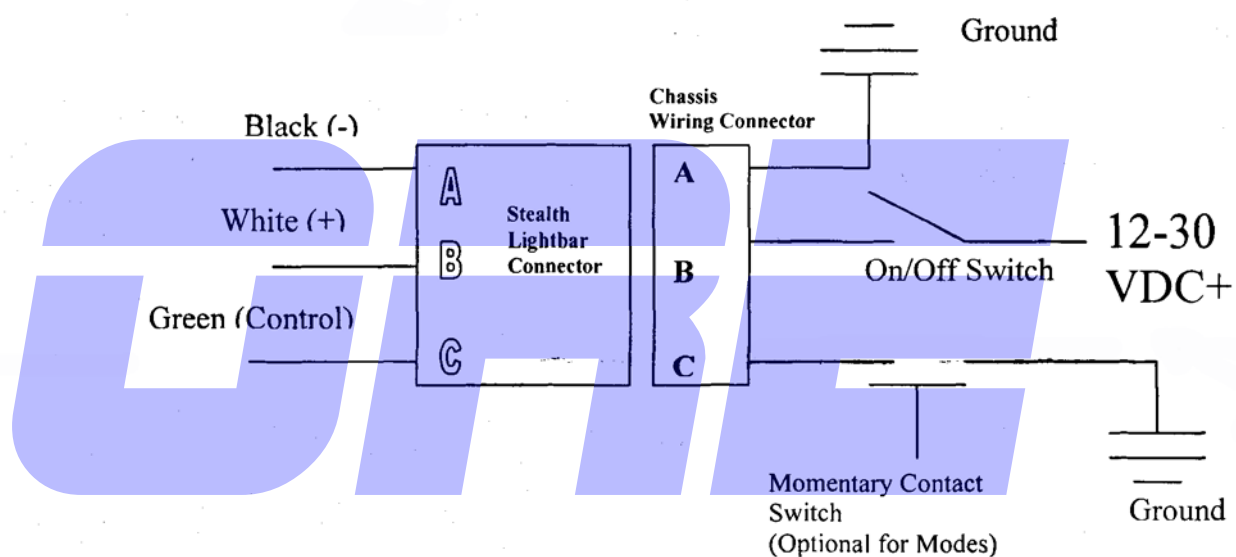 Ground
Chassis
Wiring Connector
Black (-)
A
A
White (+)
Stealth
Lightbar
Connector
12-30
VDC+
B
B
On/Off Switch
Green (Control)
C
C
Momentary Contact
Switch
(Optional for Modes)
Ground
ORE